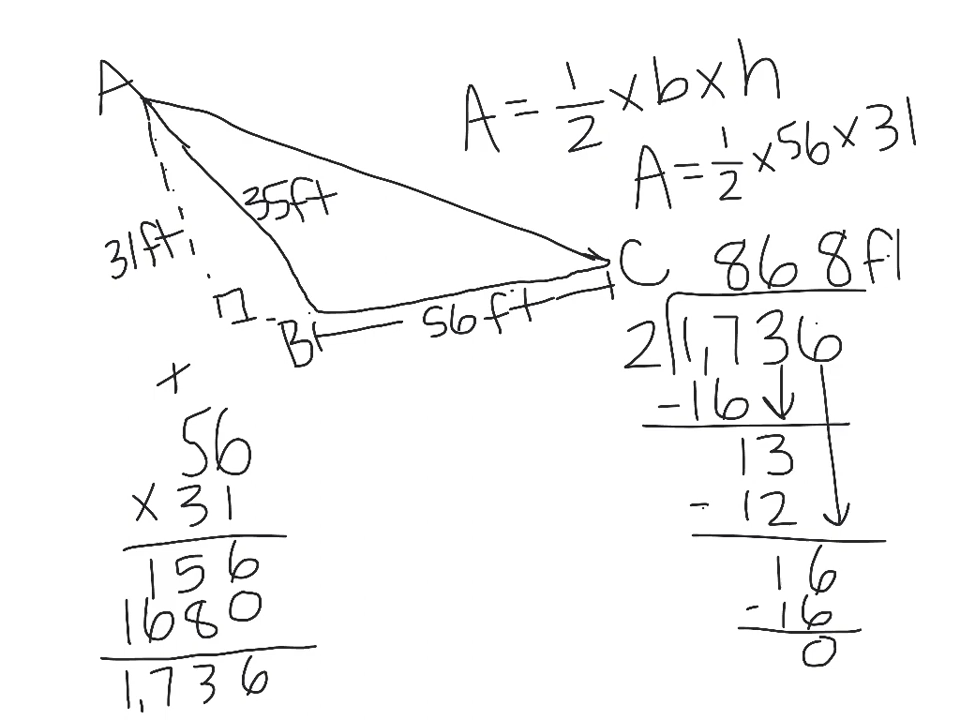 A
35ft
31ft
B
56ft
C
A = 1/2 × b × h
A = 1/2 × 56 × 31
868ft
2 1,736
-16
13
- 12
16
-16
0
+
56
× 31
156
1680
1,736